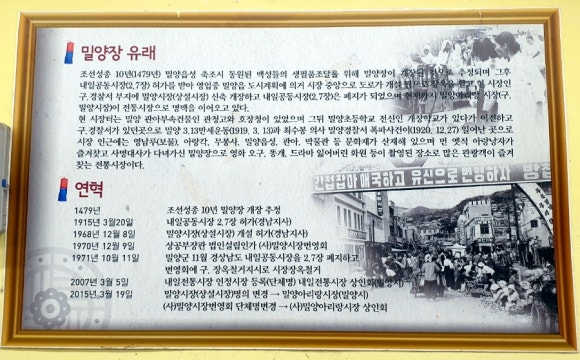 밀양장 유래
조선성종 10년(1479년) 밀양읍성 축조시 동원된 백성들의 생필품조달을 위해 밀양장이 개장된 것으로 추정되며 그후
내일공동시장(2,7장) 허가를 받아 영업중 밀양읍 도시계획에 의거 시장 중앙으로 도로가 개설
구,경찰서 부지에 밀양시장(상설시장) 신축 개장하고 내일공동시장(2,7장)은 폐지가 되었으며 현재까지 밀양아리랑시장(구,
밀양시장)이 전통시장으로 명맥을 이어오고 있다.
현 시장터는 밀양 관아부속건물인 관청고와 호장청이 있었으며 그뒤 밀양초등학교 전신인 개창학교가 있다가 이전하고
구,경찰서가 있던곳으로 밀양 3.13만세운동(1919, 3, 13)과 최수봉 의사 밀양경찰서 폭파사건이(1920, 12,27) 일어난 곳으로
시장 인근에는 영남루(보물), 아랑각, 무봉사, 밀양읍성, 관아, 박물관 등 문화재가 산재해 있으며 먼 옛적 아랑낭자가
즐겨찾고 사명대사가 다녀가신 밀양장으로 영화 오구, 똥개, 드라마 잃어버린 하원 등이 촬영된 장소로 많은 관광객이 즐겨
찾는 전통시장이다.
연혁
1479년 조선성종 10년 밀양장 개장 추정
1915년 3월20일 내일공동시장 2,7장 허가(경남지사)
1968년 12월 8일 밀양시장(상설시장) 개설 허가(경남지사)
1970년 12월 9일 상공부장관 법인설립인가 (사)밀양시장번영회
1971년 10월 11일 밀양군 11월 경상남도 내일공동시장을 2,7장 폐지하고
번영회에 구, 장옥철거지시로 시장장옥철거
2007년 3월 5일 내일전통시장 인정시장 등록(단체명) 내일전통시장 상인회(밀양시)
2015년 3월 19일 밀양시장(상설시장)명의 변경 → 밀양아리랑시장(밀양시)
(사)밀양시장번영회 단체명변경 → (사)밀양아리랑시장 상인회
간첩잡아 애국하고 유신으로 번영하자